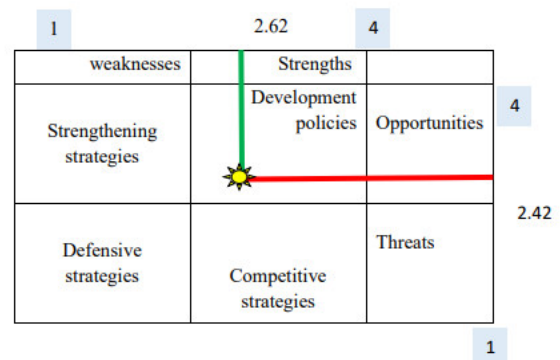 1 2.62 4
weaknesses Strengths
Development
policies
Opportunities
4
Strengthening
strategies
2.42
Defensive
strategies
Threats
Competitive
strategies
1